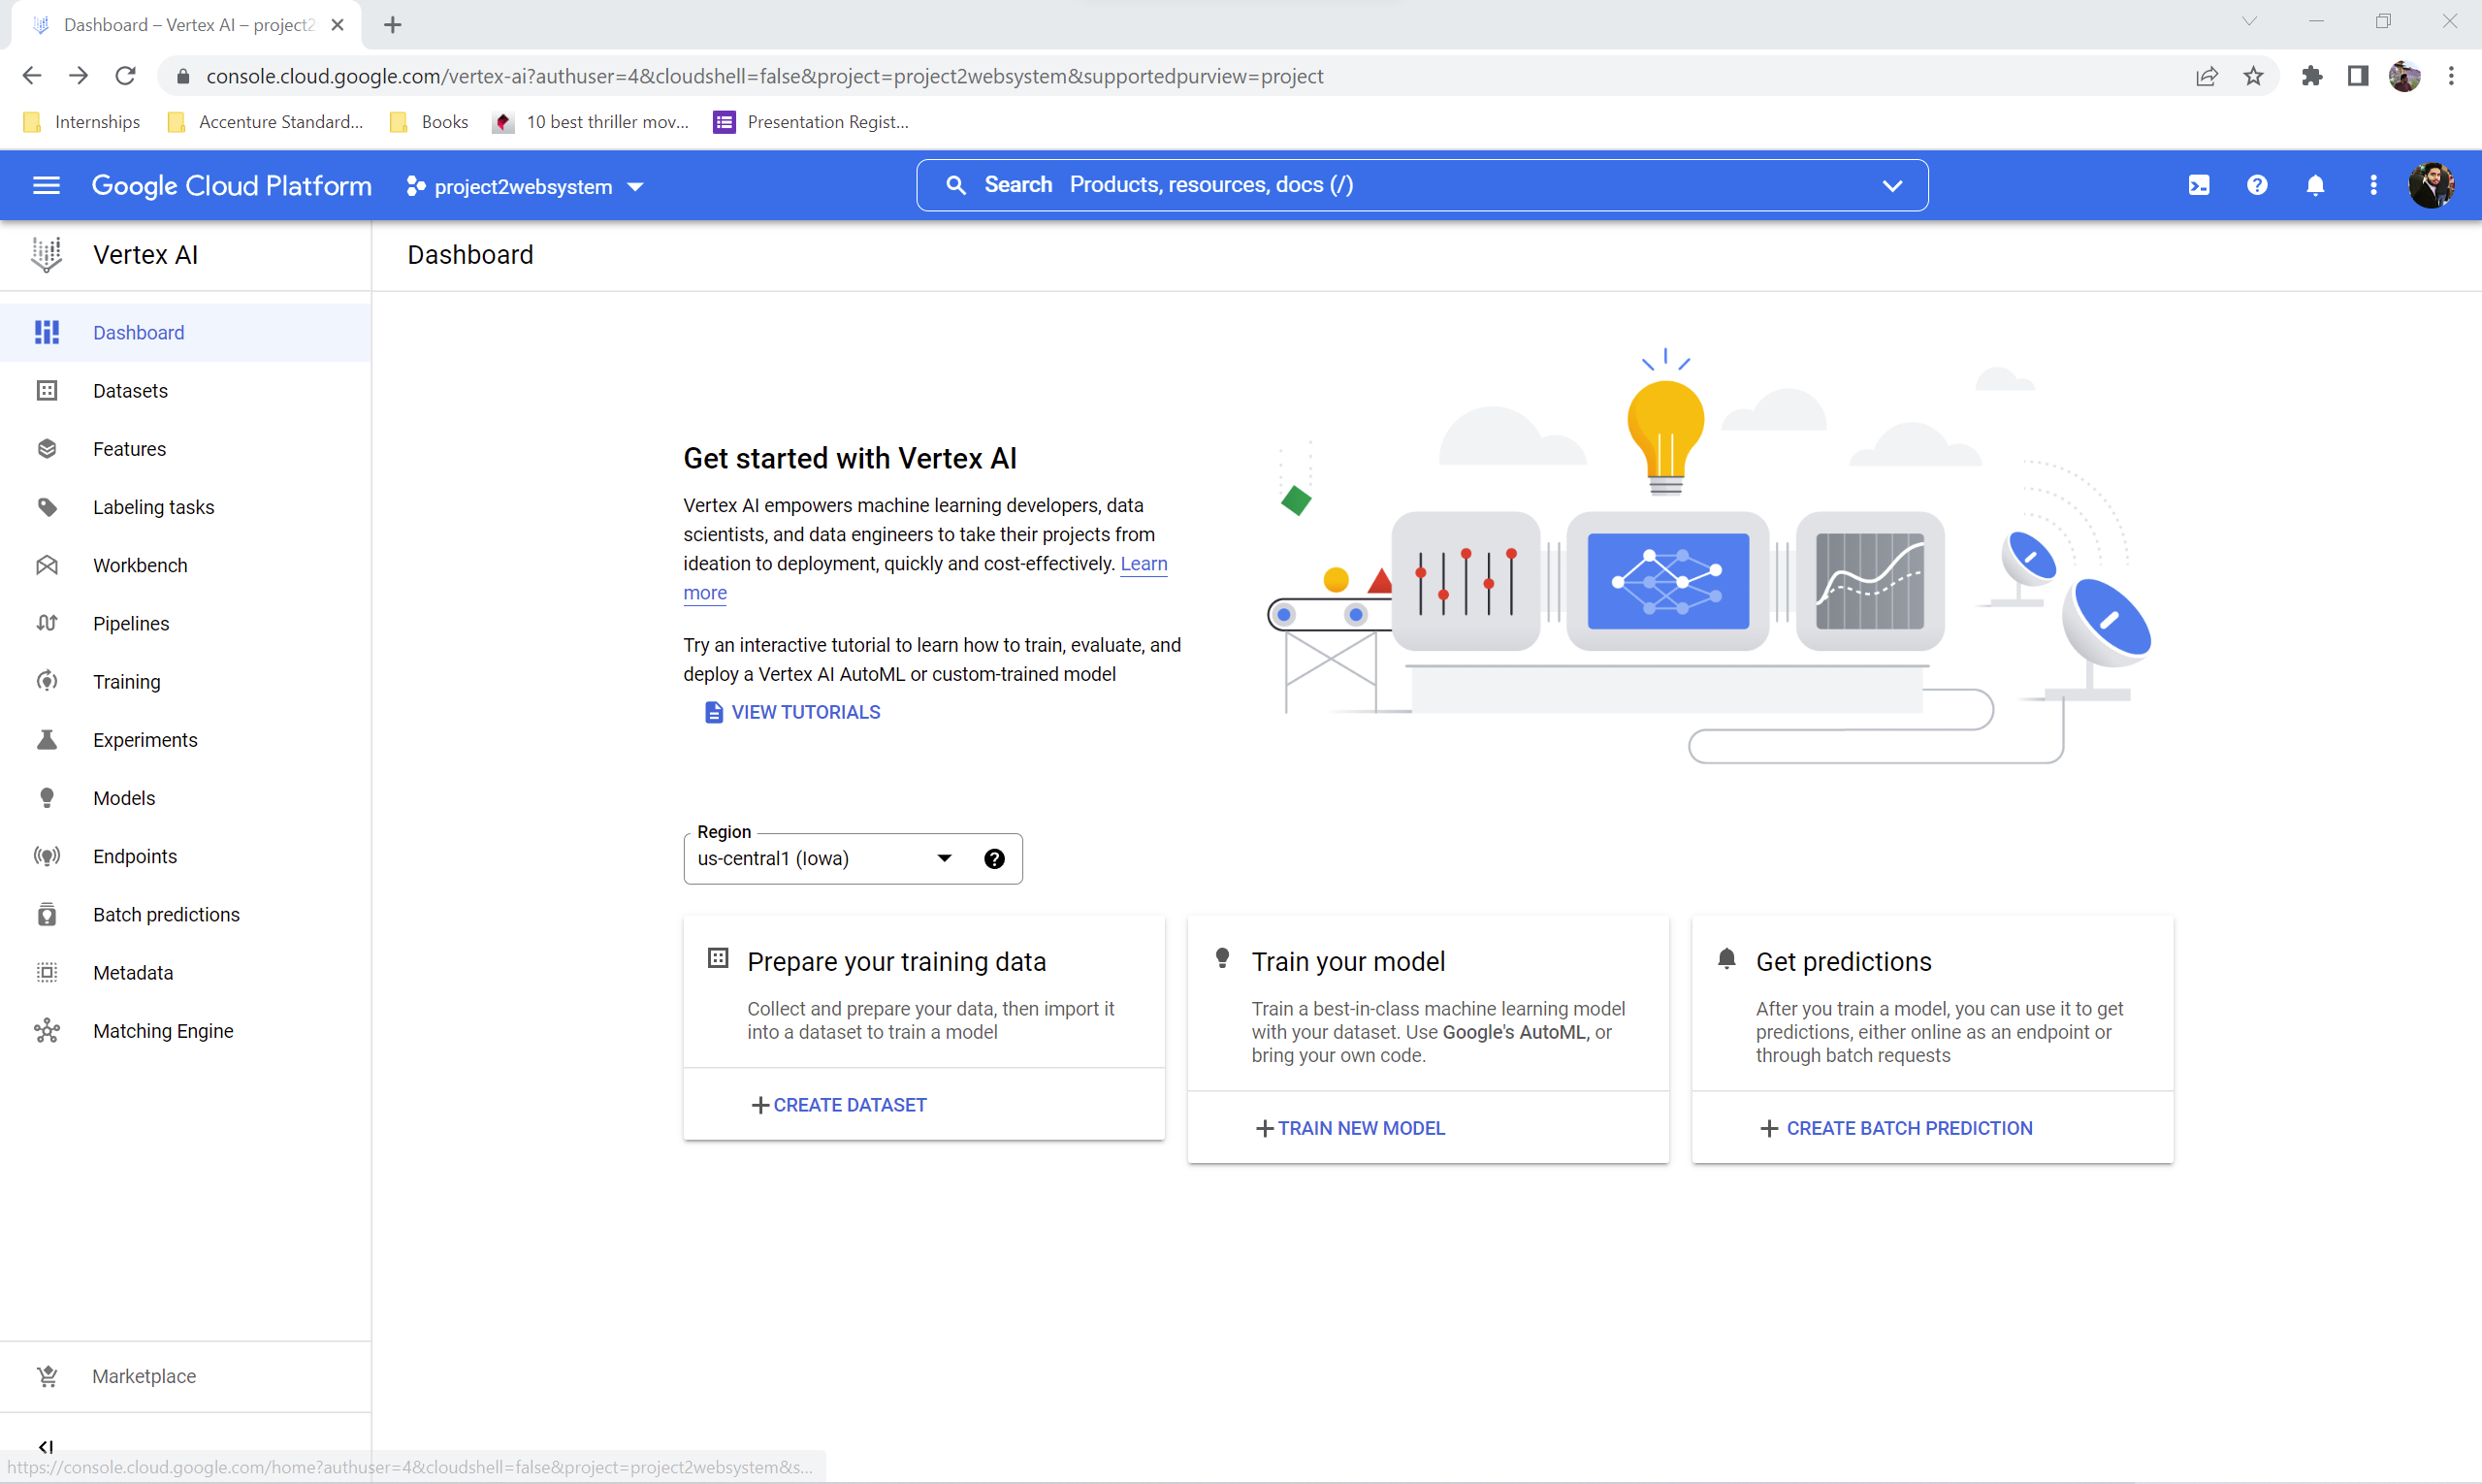 Dashboard – Vertex AI – project2
console.cloud.google.com/vertex-ai?authuser=4&cloudshell=false&project=project2websystem&supportedpurview=project
Internships
Accenture Standard...
Books
10 best thriller mov...
Presentation Regist...
Google Cloud Platform
project2websystem
Search Products, resources, docs (/)
Vertex AI
Dashboard
Dashboard
Datasets
Features
Labeling tasks
Workbench
Pipelines
Training
Experiments
Models
Endpoints
Batch predictions
Metadata
Matching Engine
Marketplace
Get started with Vertex AI
Vertex AI empowers machine learning developers, data
scientists, and data engineers to take their projects from
ideation to deployment, quickly and cost-effectively. Learn
more
Try an interactive tutorial to learn how to train, evaluate, and
deploy a Vertex AI AutoML or custom-trained model
VIEW TUTORIALS
Region
us-central1 (Iowa)
Prepare your training data
Collect and prepare your data, then import it
into a dataset to train a model
CREATE DATASET
Train your model
Train a best-in-class machine learning model
with your dataset. Use Google's AutoML, or
bring your own code.
TRAIN NEW MODEL
Get predictions
After you train a model, you can use it to get
predictions, either online as an endpoint or
through batch requests
CREATE BATCH PREDICTION
https://console.cloud.google.com/home?authuser=4&cloudshell=false&project=project2websystem&s...